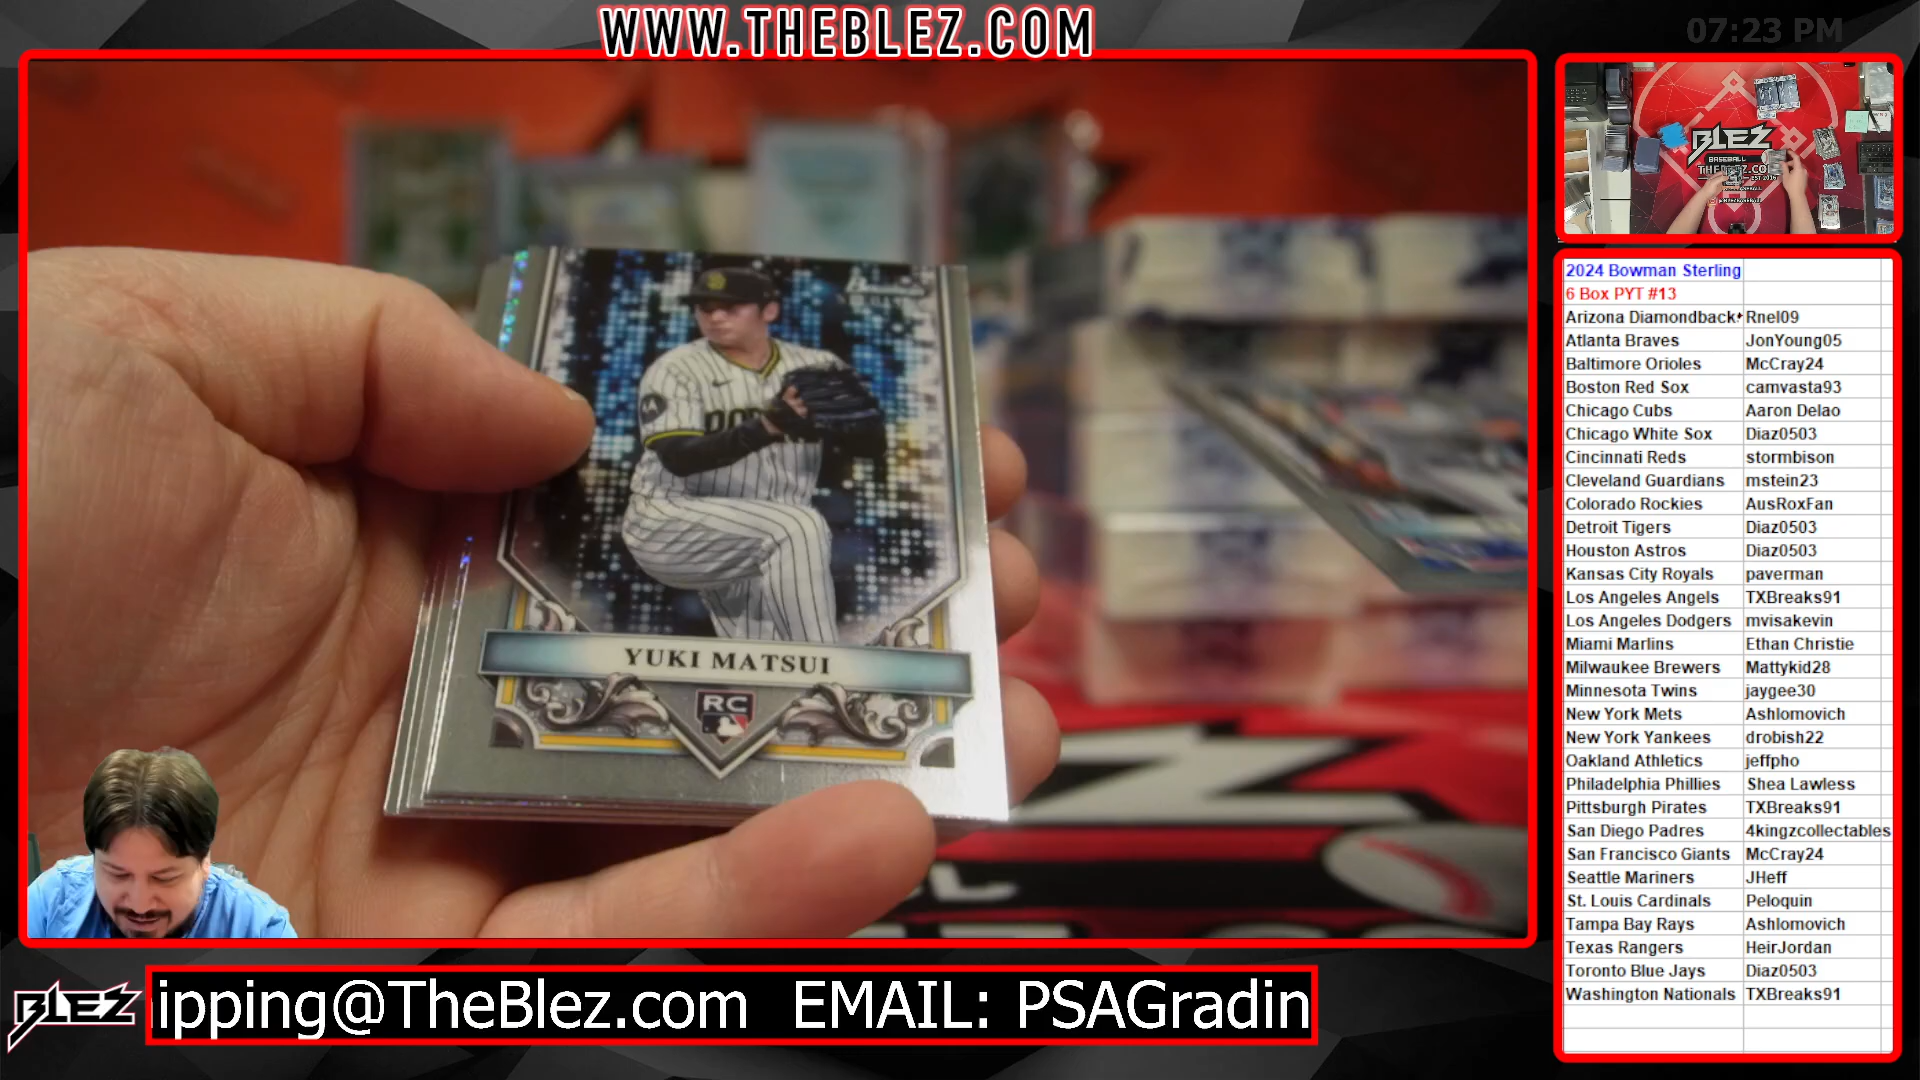 WWW.THEBLEZ.COM
07:23 PM
BLEZ
BASEBALL
YUKI MATSUI
RC
2024 Bowman Sterling
6 Box PYT #13
Arizona Diamondback Rnel09
Atlanta Braves JonYoung05
Baltimore Orioles McCray24
Boston Red Sox camvasta93
Chicago Cubs Aaron Delao
Chicago White Sox Diaz0503
Cincinnati Reds stormbison
Cleveland Guardians mstein23
Colorado Rockies AusRoxFan
Detroit Tigers Diaz0503
Houston Astros Diaz0503
Kansas City Royals paverman
Los Angeles Angels TXBreaks91
Los Angeles Dodgers mvisakevin
Miami Marlins Ethan Christie
Milwaukee Brewers Mattykid28
Minnesota Twins jaygee30
New York Mets Ashlomovich
New York Yankees drobish22
Oakland Athletics jeffpho
Philadelphia Phillies Shea Lawless
Pittsburgh Pirates TXBreaks91
San Diego Padres 4kingzcollectables
San Francisco Giants McCray24
Seattle Mariners JHeff
St. Louis Cardinals Peloquin
Tampa Bay Rays Ashlomovich
Texas Rangers HeirJordan
Toronto Blue Jays Diaz0503
Washington Nationals TXBreaks91
BLEZ
ipping@TheBlez.com EMAIL: PSAGradin